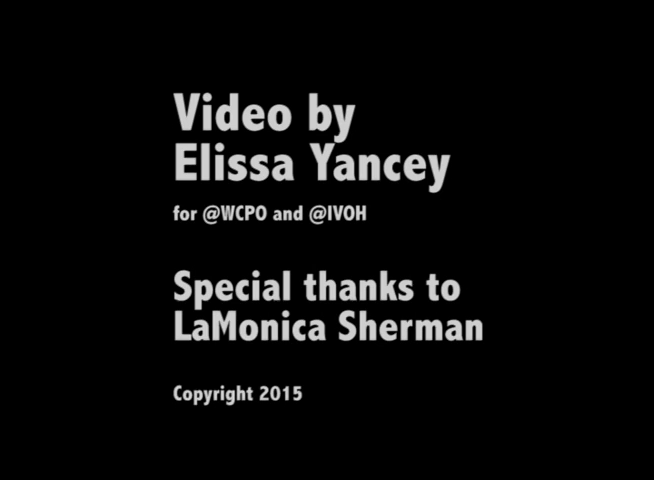 Video by
Elissa Yancey
for @WCPO and @IVOH
Special thanks to
LaMonica Sherman
Copyright 2015